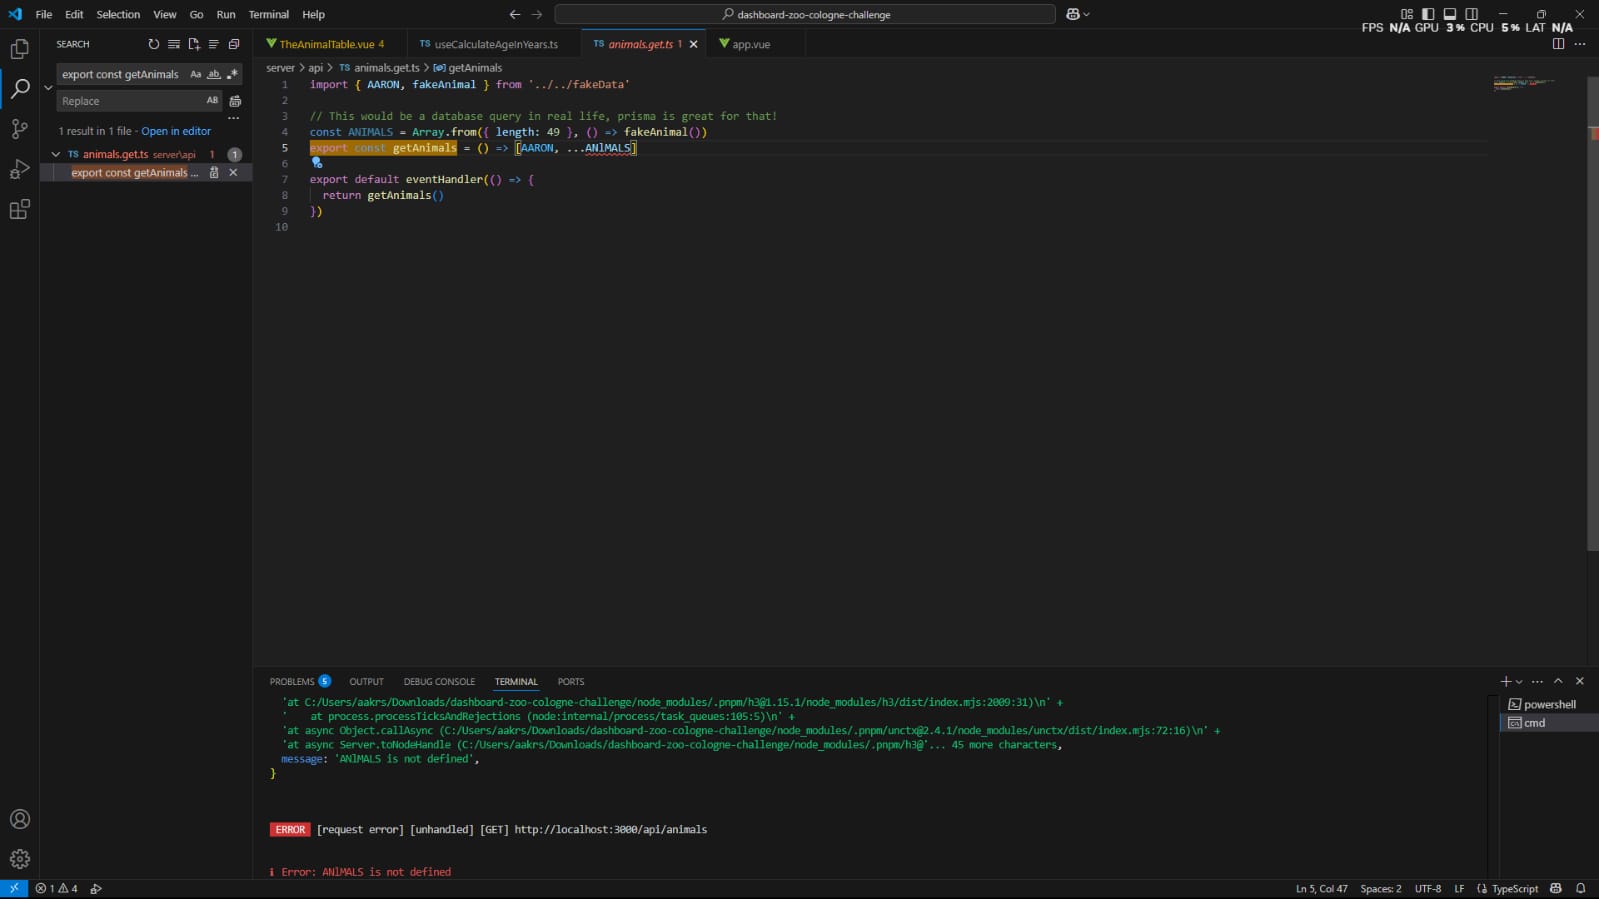 File Edit Selection View Go Run Terminal Help
dashboard-zoo-cologne-challenge
FPS N/A GPU 3 % CPU 5 % LAT N/A
SEARCH
export const getAnimals Aa ab .*
Replace AB
1 result in 1 file - Open in editor
TS animals.get.ts server\api 1 1
export const getAnimals ...
TheAnimalTable.vue 4
TS useCalculateAgeInYears.ts
TS animals.get.ts 1
app.vue
server > api > TS animals.get.ts > getAnimals
1 import { AARON, fakeAnimal } from '../../fakeData'
2
3 // This would be a database query in real life, prisma is great for that!
4 const ANIMALS = Array.from({ length: 49 }, () => fakeAnimal())
5 export const getAnimals = () => [AARON, ...ANlMALS]
6
7 export default eventHandler(() => {
8 return getAnimals()
9 })
10
PROBLEMS 5 OUTPUT DEBUG CONSOLE TERMINAL PORTS
'at C:/Users/aakrs/Downloads/dashboard-zoo-cologne-challenge/node_modules/.pnpm/h3@1.15.1/node_modules/h3/dist/index.mjs:2009:31)\n' +
'    at process.processTicksAndRejections (node:internal/process/task_queues:105:5)\n' +
'at async Object.callAsync (C:/Users/aakrs/Downloads/dashboard-zoo-cologne-challenge/node_modules/.pnpm/unctx@2.4.1/node_modules/unctx/dist/index.mjs:72:16)\n' +
'at async Server.toNodeHandle (C:/Users/aakrs/Downloads/dashboard-zoo-cologne-challenge/node_modules/.pnpm/h3@'... 45 more characters,
message: 'ANlMALS is not defined',
}
ERROR [request error] [unhandled] [GET] http://localhost:3000/api/animals
i Error: ANlMALS is not defined
powershell
cmd
1 4
Ln 5, Col 47 Spaces: 2 UTF-8 LF TypeScript